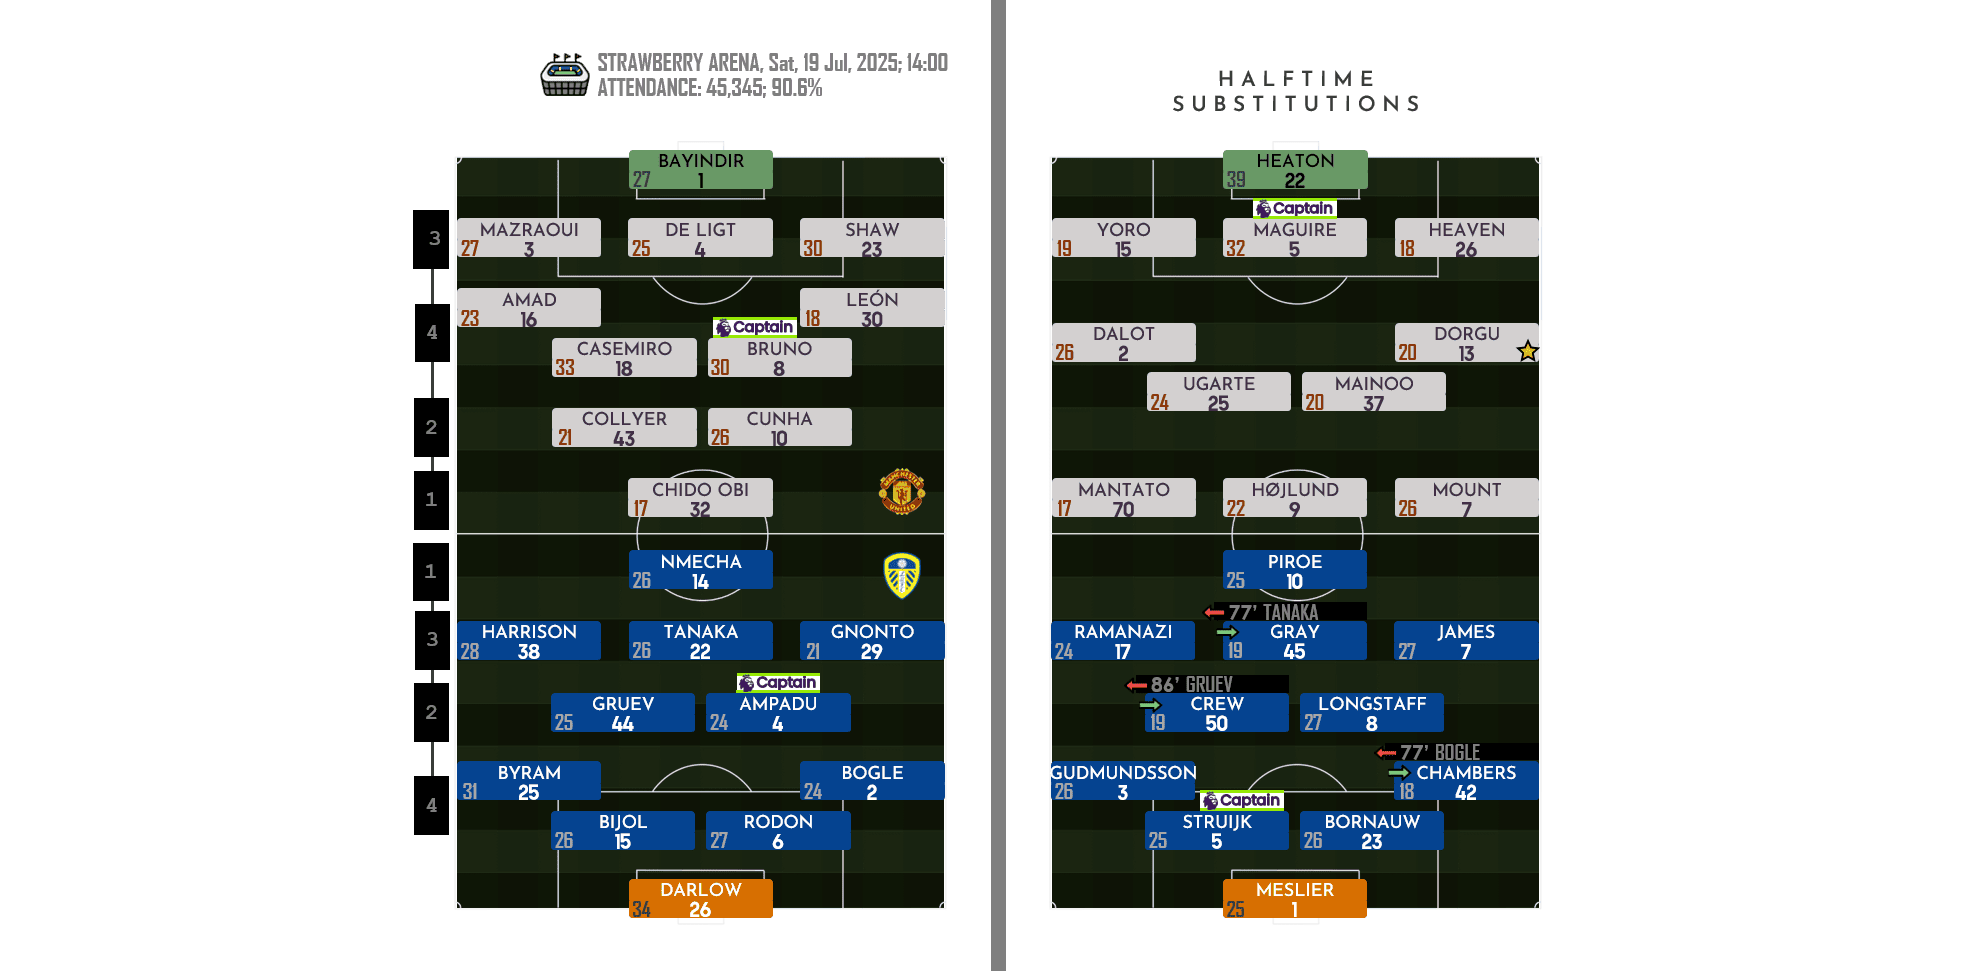 STRAWBERRY ARENA, Sat, 19 Jul, 2025; 14:00
ATTENDANCE: 45,345; 90.6%
BAYINDIR
27 1
3
MAZRAOUI
27 3
DE LIGT
25 4
SHAW
30 23
4
AMAD
23 16
LEÓN
18 30
Captain
CASEMIRO
33 18
BRUNO
30 8
2
COLLYER
21 43
CUNHA
26 10
1
CHIDO OBI
17 32
MANCHESTER
UNITED
1
NMECHA
26 14
3
HARRISON
28 38
TANAKA
26 22
GNONTO
21 29
2
Captain
GRUEV
25 44
AMPADU
24 4
4
BYRAM
31 25
BOGLE
24 2
BIJOL
26 15
RODON
27 6
DARLOW
34 26
HALFTIME
SUBSTITUTIONS
HEATON
39 22
Captain
YORO
19 15
MAGUIRE
32 5
HEAVEN
18 26
DALOT
26 2
DORGU
20 13
UGARTE
24 25
MAINOO
20 37
MANTATO
17 70
HØJLUND
22 9
MOUNT
26 7
PIROE
25 10
77' TANAKA
RAMANAZI
24 17
GRAY
19 45
JAMES
27 7
86' GRUEV
CREW
19 50
LONGSTAFF
27 8
77' BOGLE
GUDMUNDSSON
26 3
CHAMBERS
18 42
Captain
STRUIJK
25 5
BORNAUW
26 23
MESLIER
25 1